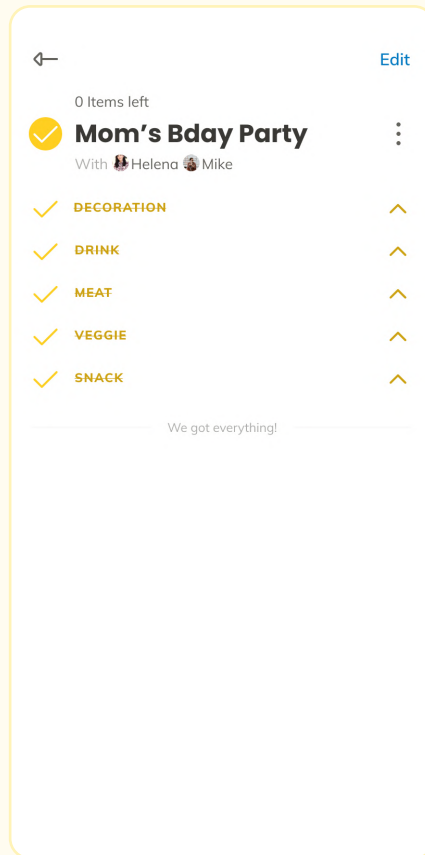 Edit
0 Items left
Mom’s Bday Party
With Helena Mike
DECORATION
DRINK
MEAT
VEGGIE
SNACK
We got everything!